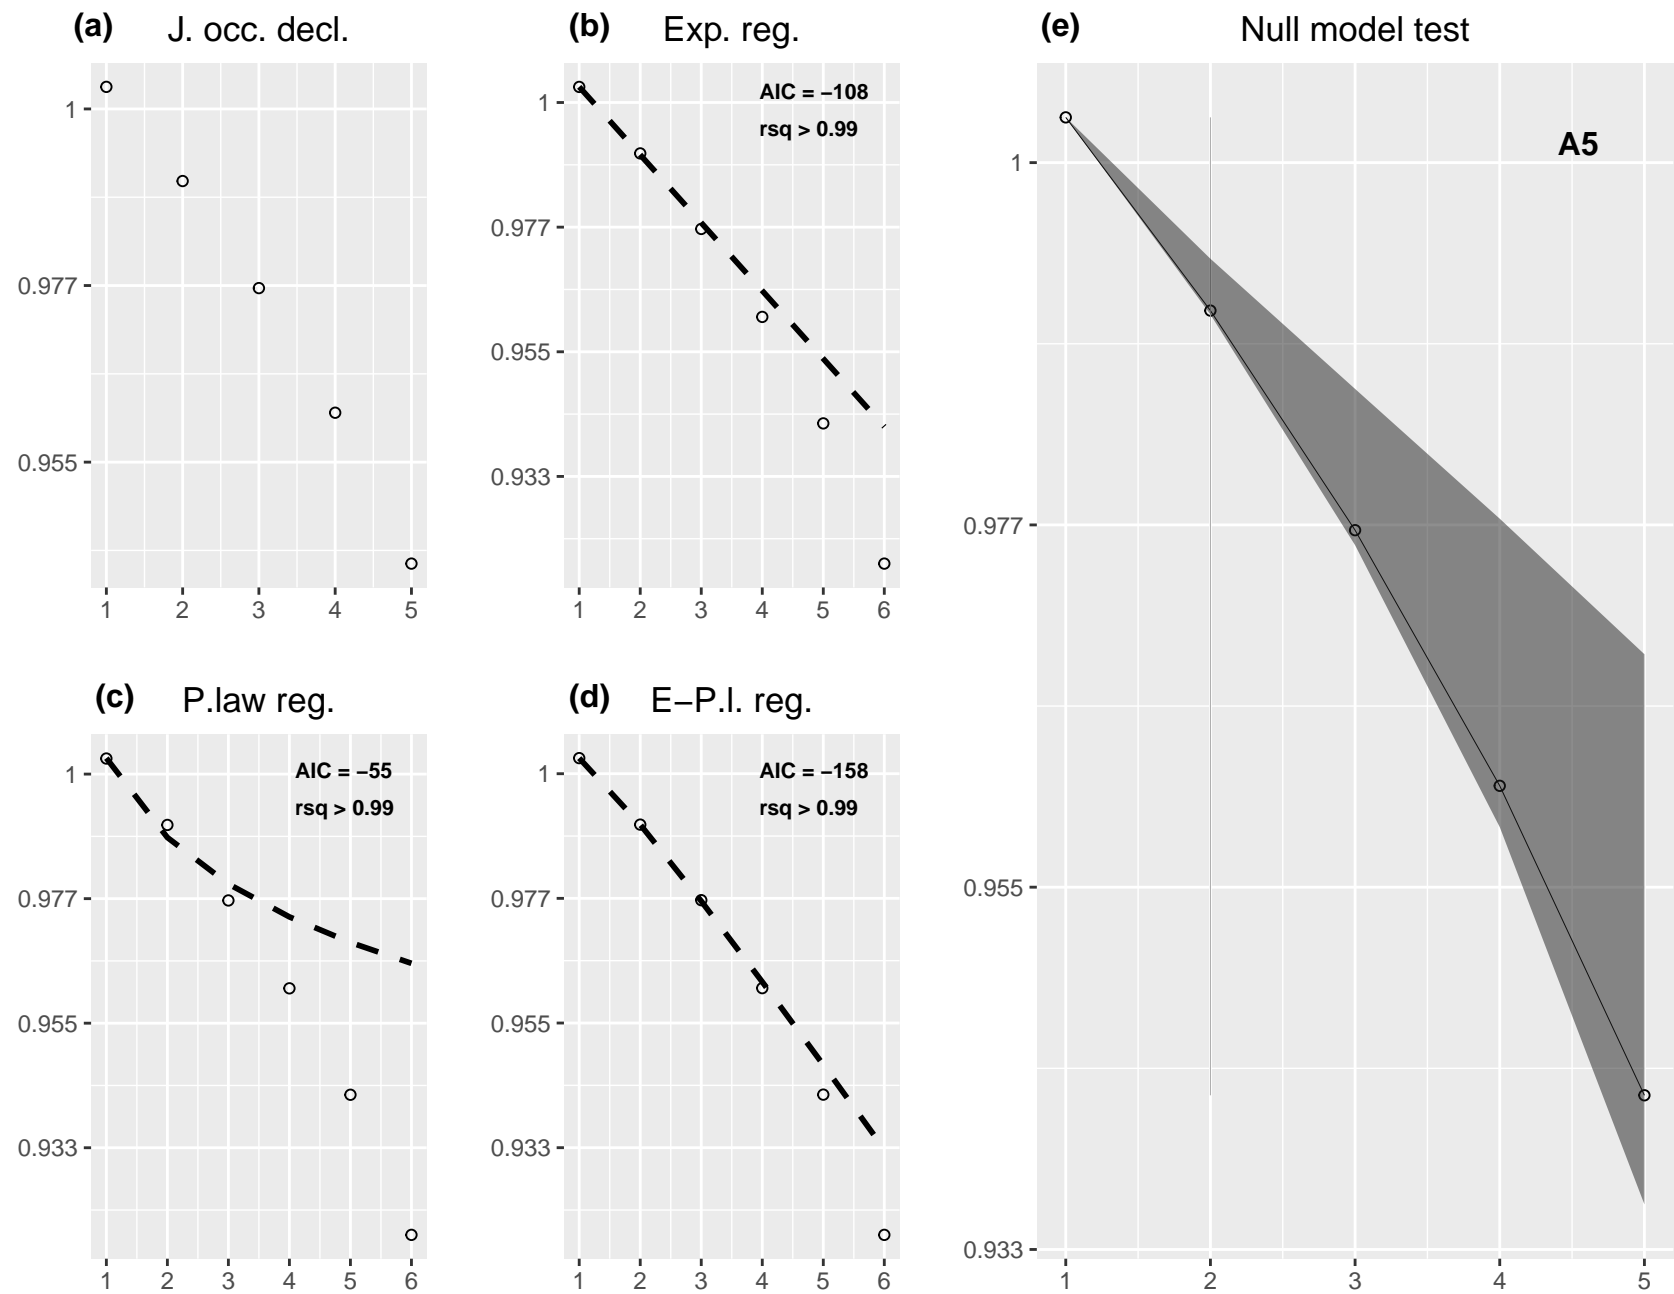 (a) J. occ. decl.
1
0.977
0.955
1 2 3 4 5
(b) Exp. reg.
AIC = −108
rsq > 0.99
1
0.977
0.955
0.933
1 2 3 4 5 6
(c) P.law reg.
AIC = −55
rsq > 0.99
1
0.977
0.955
0.933
1 2 3 4 5 6
(d) E−P.l. reg.
AIC = −158
rsq > 0.99
1
0.977
0.955
0.933
1 2 3 4 5 6
(e) Null model test
A5
1
0.977
0.955
0.933
1 2 3 4 5